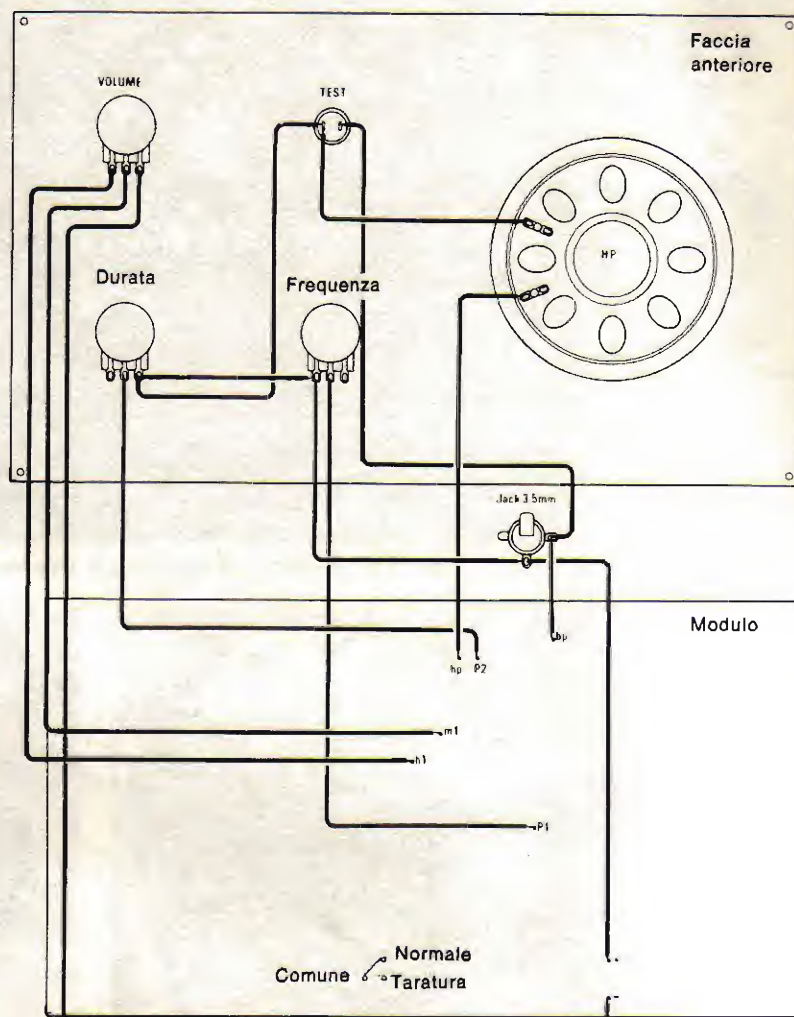 Faccia
anteriore
VOLUME
TEST
HP
Durata
Frequenza
Jack 3.5mm
Modulo
bp
hp P2
m1
h1
P1
Normale
Comune
Taratura